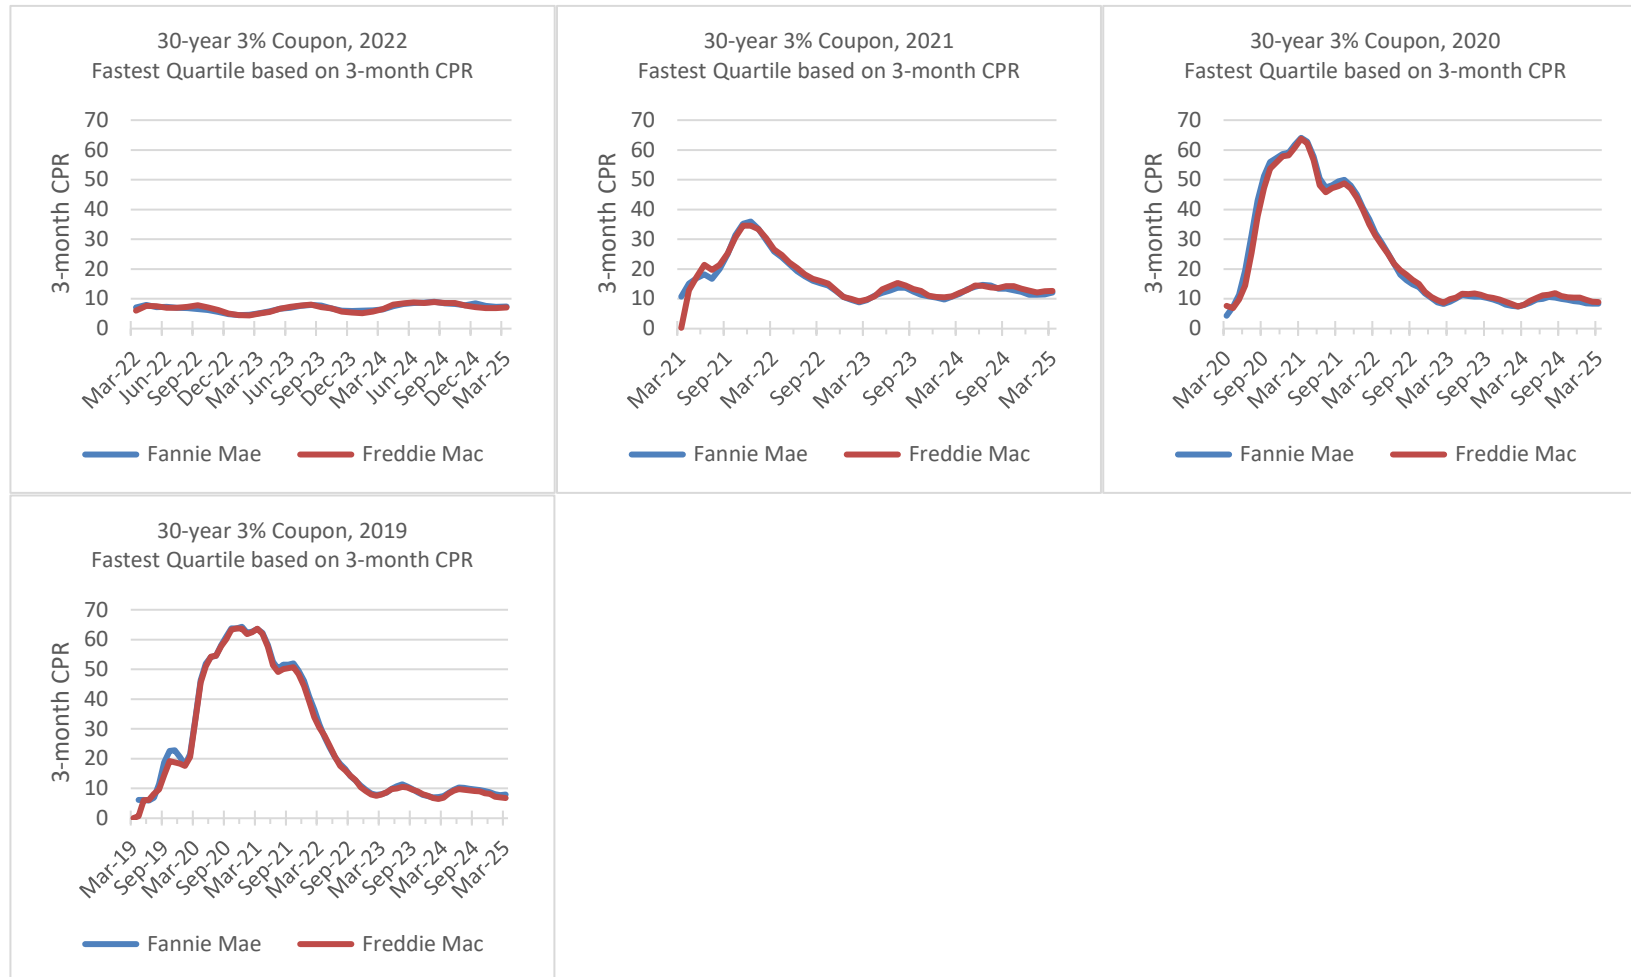 30-year 3% Coupon, 2022
Fastest Quartile based on 3-month CPR
3-month CPR
70
60
50
40
30
20
10
0
Mar-22
Jun-22
Sep-22
Dec-22
Mar-23
Jun-23
Sep-23
Dec-23
Mar-24
Jun-24
Sep-24
Dec-24
Mar-25
Fannie Mae Freddie Mac
30-year 3% Coupon, 2021
Fastest Quartile based on 3-month CPR
3-month CPR
70
60
50
40
30
20
10
0
Mar-21
Sep-21
Mar-22
Sep-22
Mar-23
Sep-23
Mar-24
Sep-24
Mar-25
Fannie Mae Freddie Mac
30-year 3% Coupon, 2020
Fastest Quartile based on 3-month CPR
3-month CPR
70
60
50
40
30
20
10
0
Mar-20
Sep-20
Mar-21
Sep-21
Mar-22
Sep-22
Mar-23
Sep-23
Mar-24
Sep-24
Mar-25
Fannie Mae Freddie Mac
30-year 3% Coupon, 2019
Fastest Quartile based on 3-month CPR
3-month CPR
70
60
50
40
30
20
10
0
Mar-19
Sep-19
Mar-20
Sep-20
Mar-21
Sep-21
Mar-22
Sep-22
Mar-23
Sep-23
Mar-24
Sep-24
Mar-25
Fannie Mae Freddie Mac